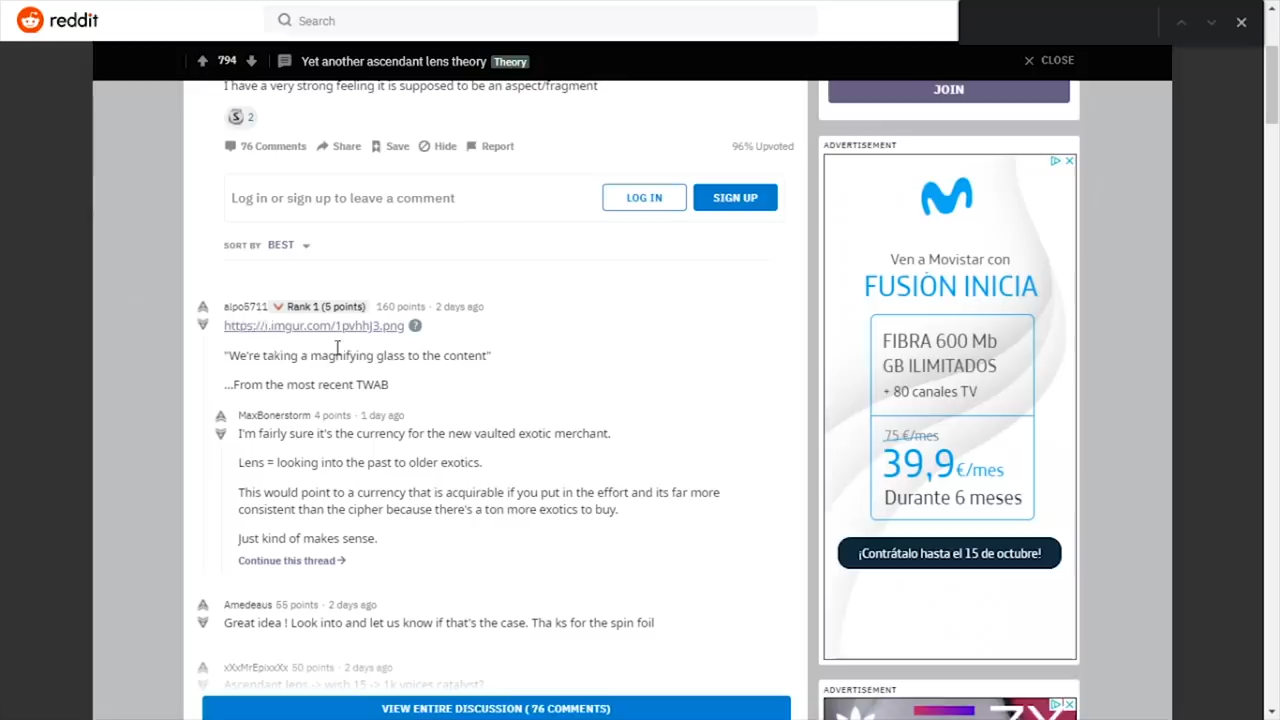 reddit
Search
794
Yet another ascendant lens theory Theory
CLOSE
I have a very strong feeling it is supposed to be an aspect/fragment
S 2
76 Comments Share Save Hide Report
96% Upvoted
Log in or sign up to leave a comment
LOG IN
SIGN UP
SORT BY BEST
alpo5711 Rank 1 (5 points) 160 points · 2 days ago
https://i.imgur.com/1pvhhJ3.png ?
"We're taking a magnifying glass to the content"
...From the most recent TWAB
MaxBonerstorm 4 points · 1 day ago
I'm fairly sure it's the currency for the new vaulted exotic merchant.
Lens = looking into the past to older exotics.
This would point to a currency that is acquirable if you put in the effort and its far more
consistent than the cipher because there's a ton more exotics to buy.
Just kind of makes sense.
Continue this thread
Amedeaus 55 points · 2 days ago
Great idea ! Look into and let us know if that's the case. Tha ks for the spin foil
xXxMrEpixxXx 50 points · 2 days ago
Ascendant lens -> wish 15 -> 1k voices catalyst?
VIEW ENTIRE DISCUSSION ( 76 COMMENTS)
JOIN
ADVERTISEMENT
Ven a Movistar con
FUSIÓN INICIA
FIBRA 600 Mb
GB ILIMITADOS
+ 80 canales TV
75 €/mes
39,9 €/mes
Durante 6 meses
¡Contrátalo hasta el 15 de octubre!
ADVERTISEMENT